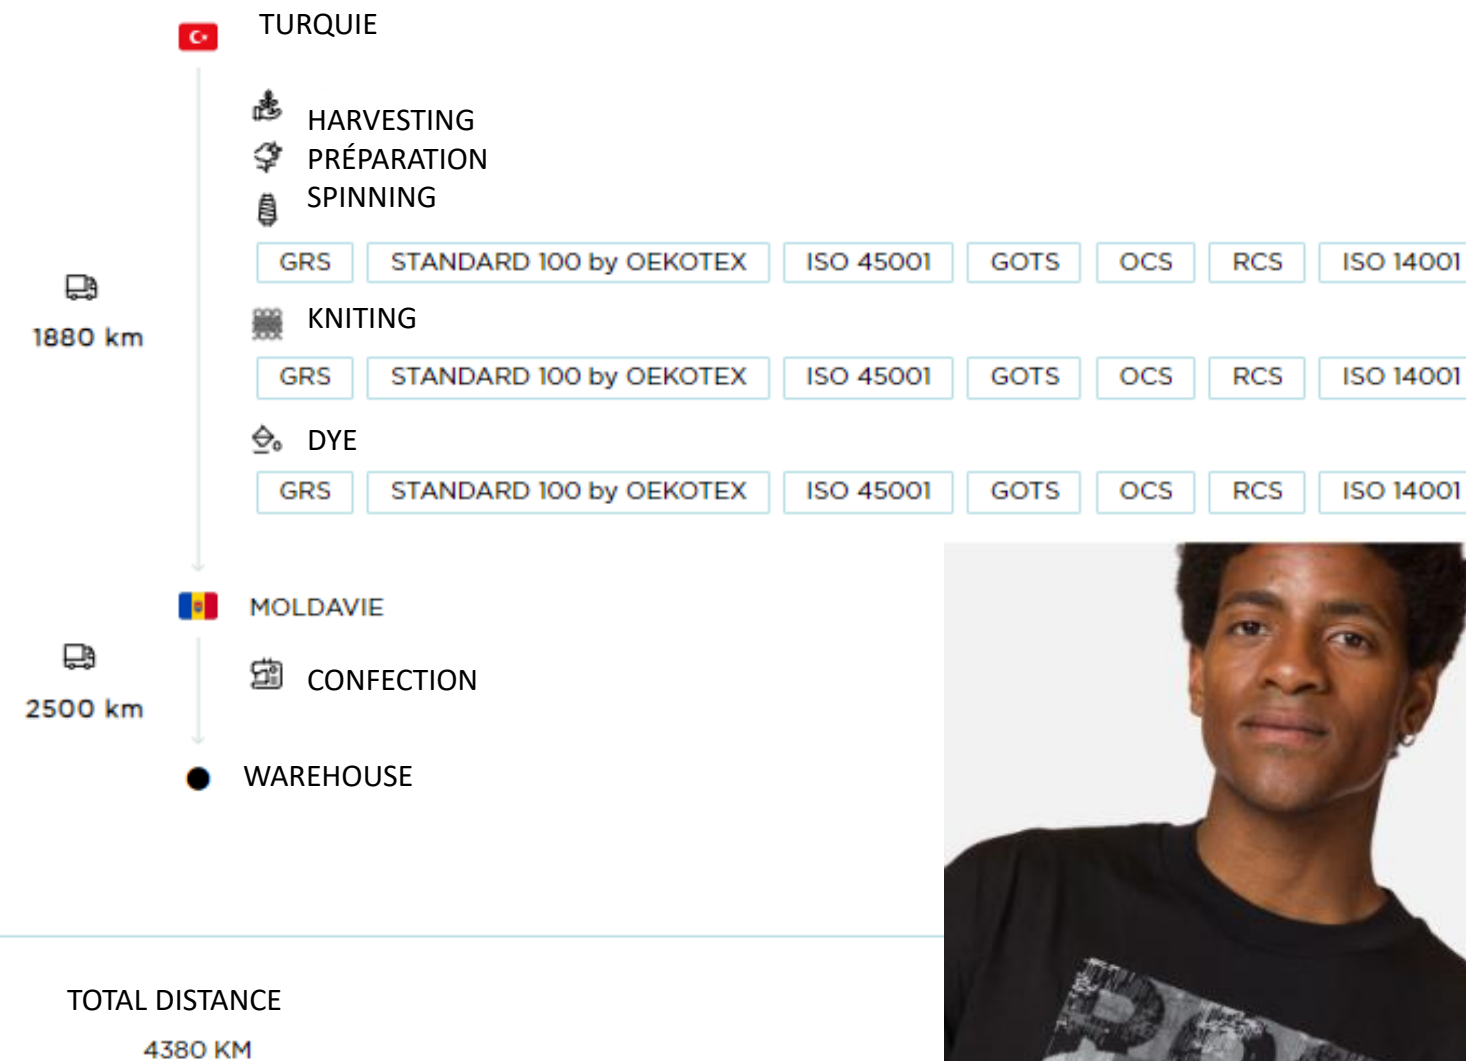 TURQUIE
HARVESTING
PRÉPARATION
SPINNING
GRS STANDARD 100 by OEKOTEX ISO 45001 GOTS OCS RCS ISO 14001
1880 km
KNITING
GRS STANDARD 100 by OEKOTEX ISO 45001 GOTS OCS RCS ISO 14001
DYE
GRS STANDARD 100 by OEKOTEX ISO 45001 GOTS OCS RCS ISO 14001
MOLDAVIE
CONFECTION
2500 km
WAREHOUSE
TOTAL DISTANCE
4380 KM